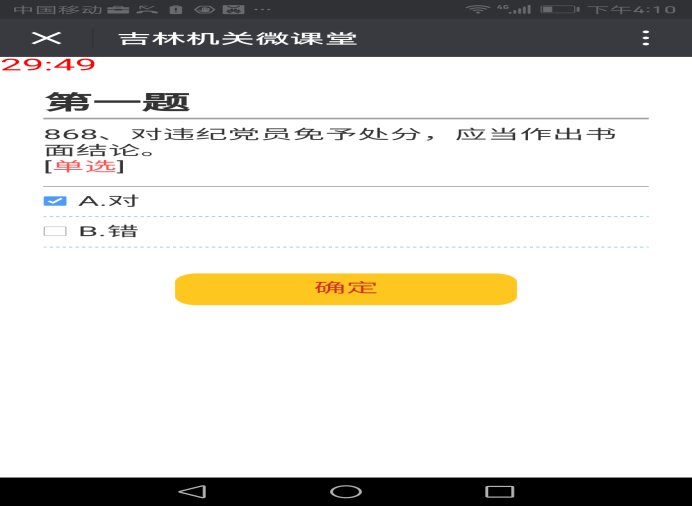 中国移动 ... 46 下午4:10
吉林机关微课堂
29:49
第一题
868、对违纪党员免予处分，应当作出书
面结论。
[单选]
A.对
B.错
确定